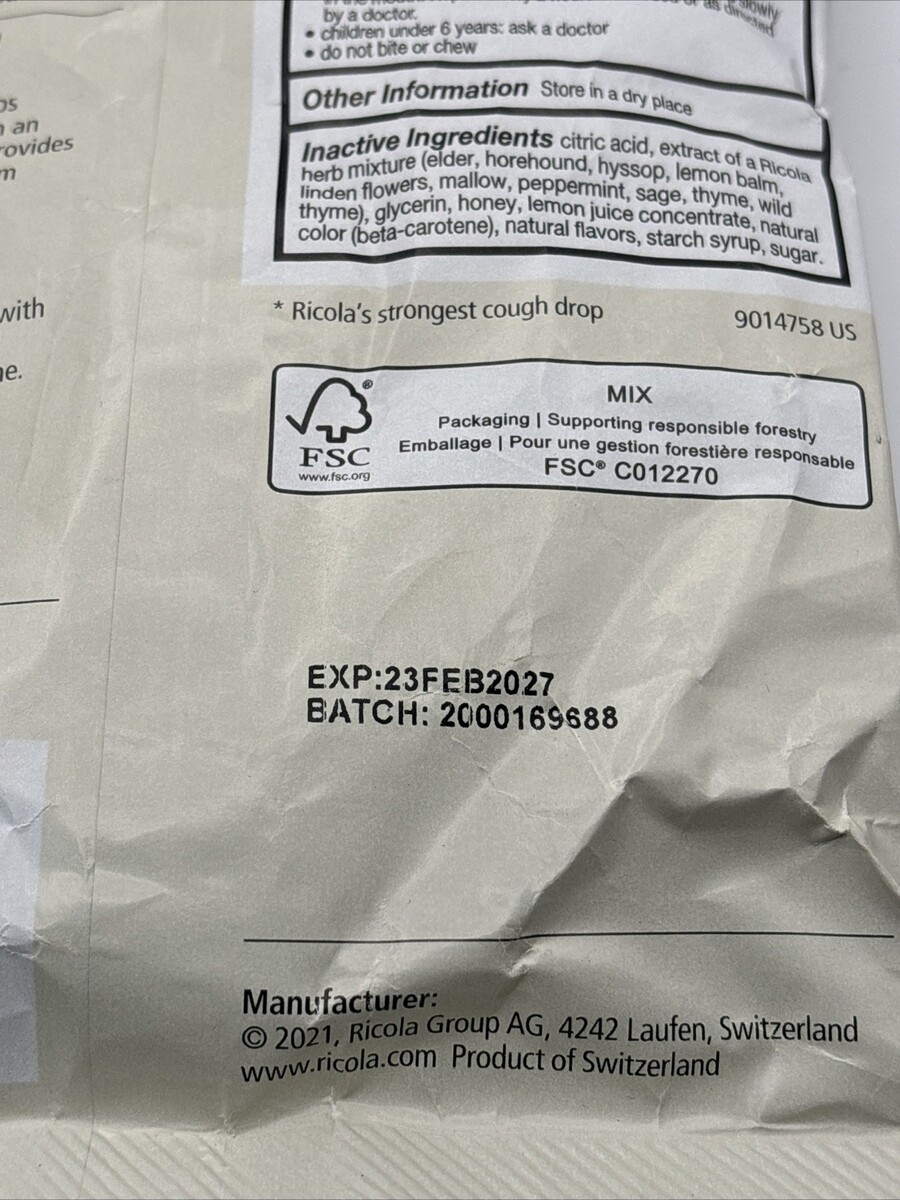 slowly
or as directed
by a doctor.
• children under 6 years: ask a doctor
• do not bite or chew
Other Information Store in a dry place
Inactive Ingredients citric acid, extract of a Ricola
herb mixture (elder, horehound, hyssop, lemon balm,
linden flowers, mallow, peppermint, sage, thyme, wild
thyme), glycerin, honey, lemon juice concentrate, natural
color (beta-carotene), natural flavors, starch syrup, sugar.
an
with
* Ricola's strongest cough drop
9014758 US
FSC®
www.fsc.org
MIX
Packaging | Supporting responsible forestry
Emballage | Pour une gestion forestière responsable
FSC® C012270
EXP:23FEB2027
BATCH: 2000169688
Manufacturer:
© 2021, Ricola Group AG, 4242 Laufen, Switzerland
www.ricola.com Product of Switzerland